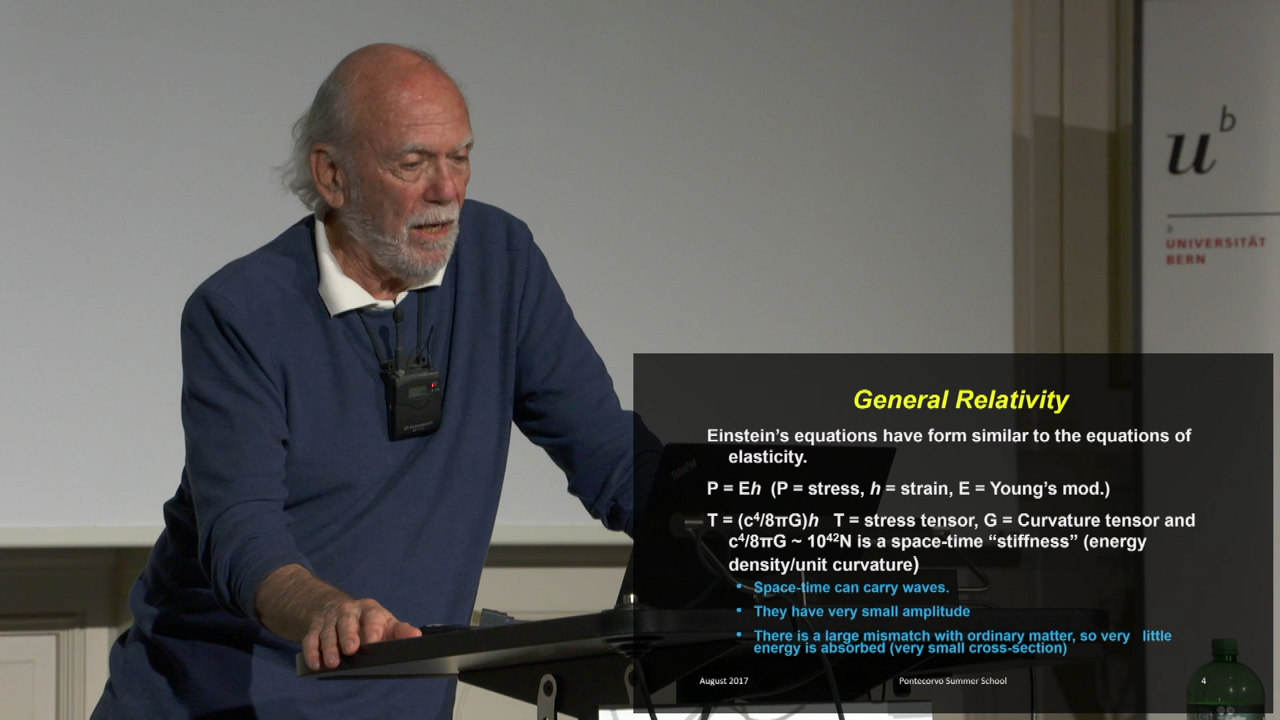 u^b
b
UNIVERSITÄT
BERN
General Relativity
Einstein’s equations have form similar to the equations of
elasticity.
P = Eh (P = stress, h = strain, E = Young’s mod.)
T = (c⁴/8πG)h T = stress tensor, G = Curvature tensor and
c⁴/8πG ~ 10⁴²N is a space-time “stiffness” (energy
density/unit curvature)
• Space-time can carry waves.
• They have very small amplitude
• There is a large mismatch with ordinary matter, so very little
energy is absorbed (very small cross-section)
August 2017 Pontecorvo Summer School 4
ThinkPad